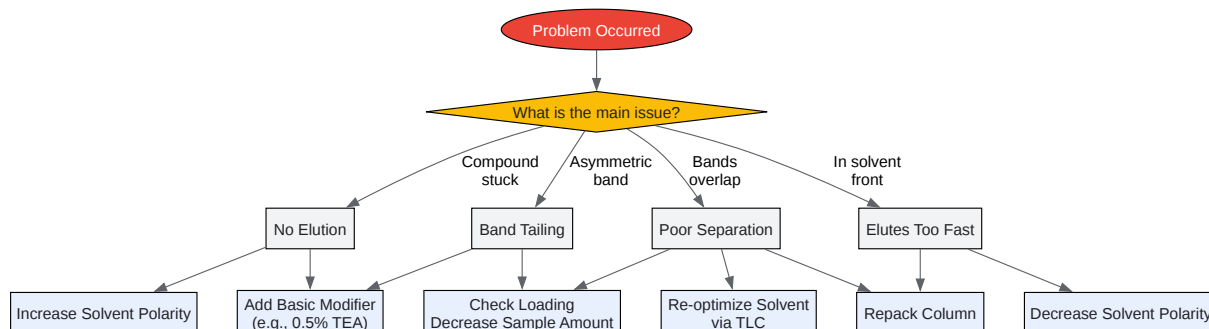 Problem Occurred
What is the main issue?
Compound
stuck
Asymmetric
band
Bands
overlap
In solvent
front
No Elution
Band Tailing
Poor Separation
Elutes Too Fast
Increase Solvent Polarity
Add Basic Modifier
(e.g., 0.5% TEA)
Check Loading
Decrease Sample Amount
Re-optimize Solvent
via TLC
Repack Column
Decrease Solvent Polarity